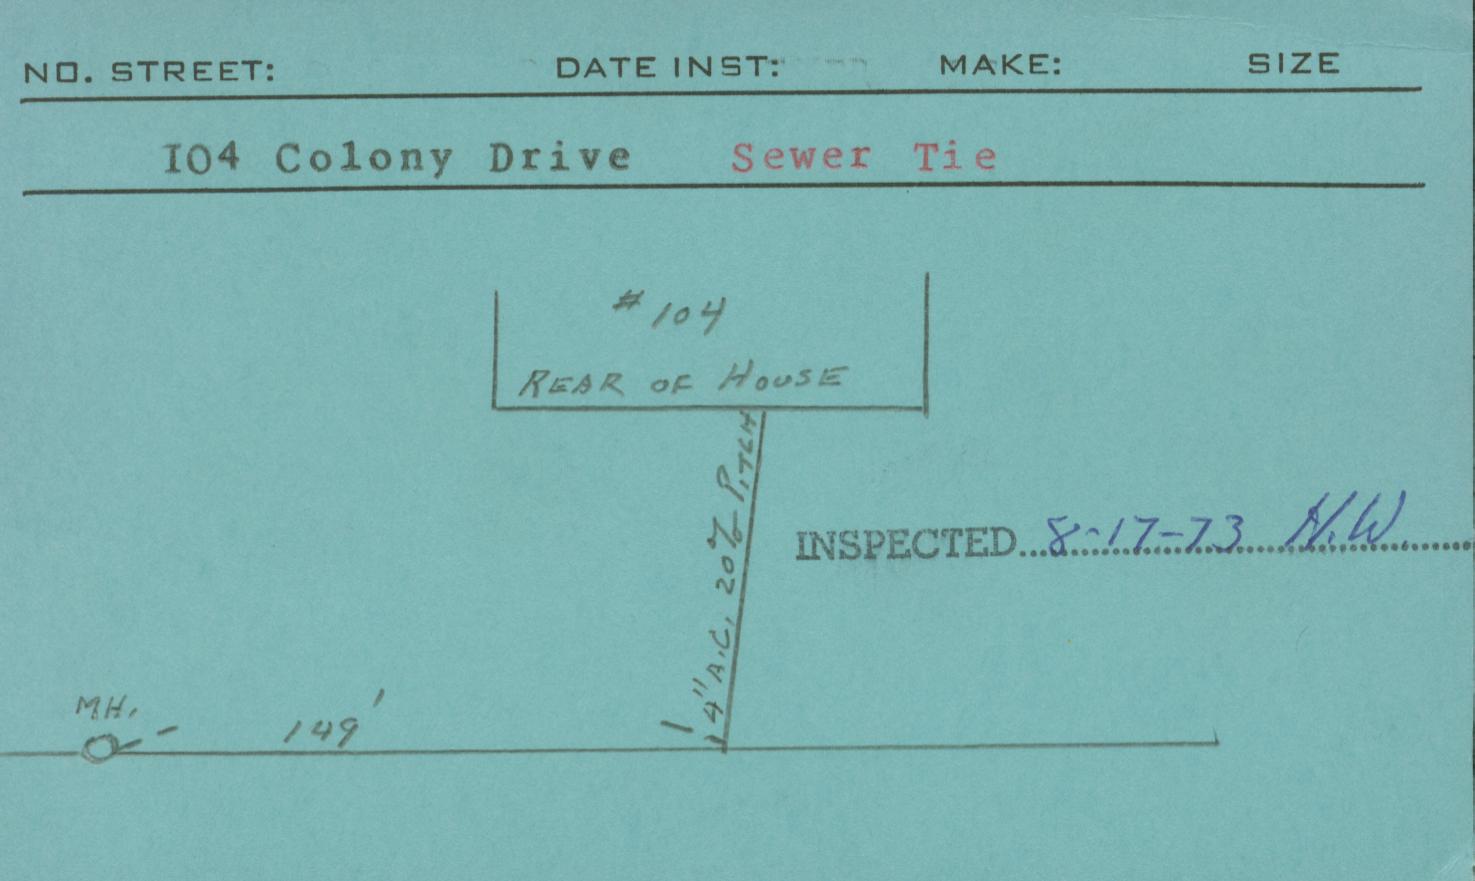 NO. STREET: DATE INST: MAKE: SIZE
104 Colony Drive Sewer Tie
# 104
REAR OF HOUSE
4" A.C. 20% PITCH
INSPECTED 8-17-73 N.W.
M.H.
149'